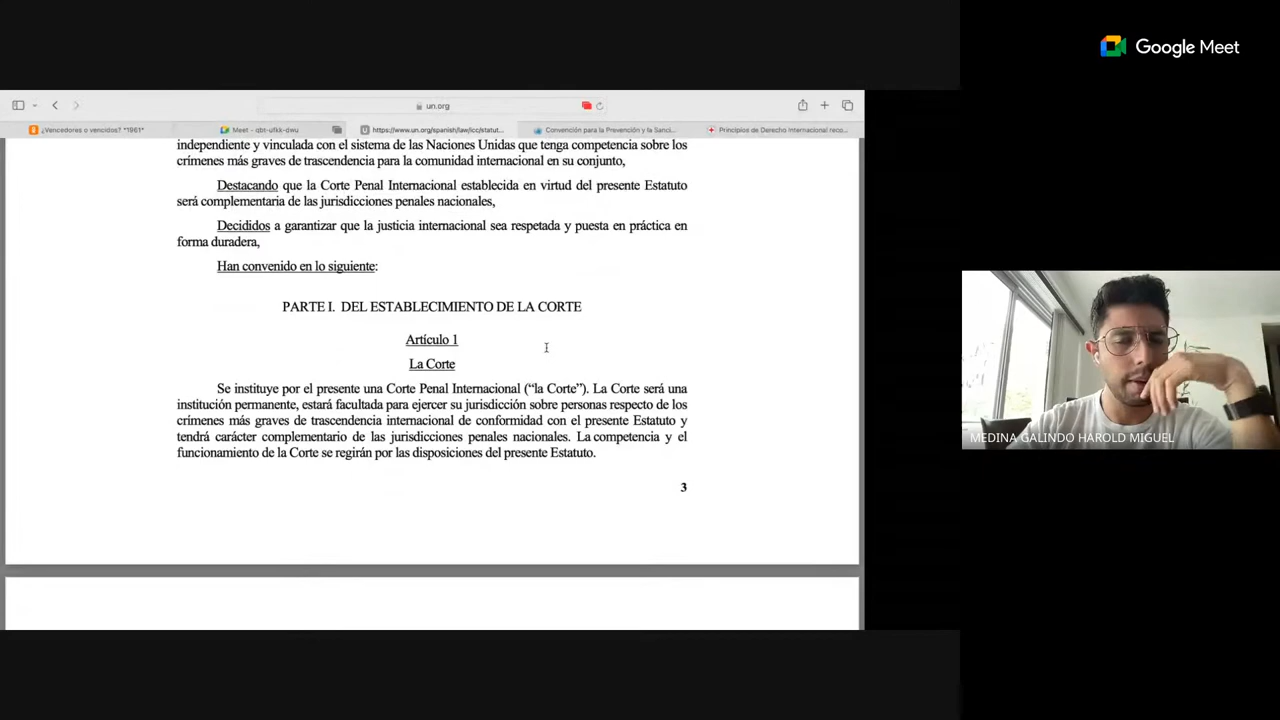 Google Meet
un.org
¿Vencedores o vencidos? *1961*
Meet - qbt-ufkk-dwu
https://www.un.org/spanish/law/icc/statut...
Convención para la Prevención y la Sanci...
Principios de Derecho Internacional reco...
independiente y vinculada con el sistema de las Naciones Unidas que tenga competencia sobre los
crímenes más graves de trascendencia para la comunidad internacional en su conjunto,
Destacando que la Corte Penal Internacional establecida en virtud del presente Estatuto
será complementaria de las jurisdicciones penales nacionales,
Decididos a garantizar que la justicia internacional sea respetada y puesta en práctica en
forma duradera,
Han convenido en lo siguiente:
PARTE I. DEL ESTABLECIMIENTO DE LA CORTE
Artículo 1
La Corte
Se instituye por el presente una Corte Penal Internacional (“la Corte”). La Corte será una
institución permanente, estará facultada para ejercer su jurisdicción sobre personas respecto de los
crímenes más graves de trascendencia internacional de conformidad con el presente Estatuto y
tendrá carácter complementario de las jurisdicciones penales nacionales. La competencia y el
funcionamiento de la Corte se regirán por las disposiciones del presente Estatuto.
3
MEDINA GALINDO HAROLD MIGUEL